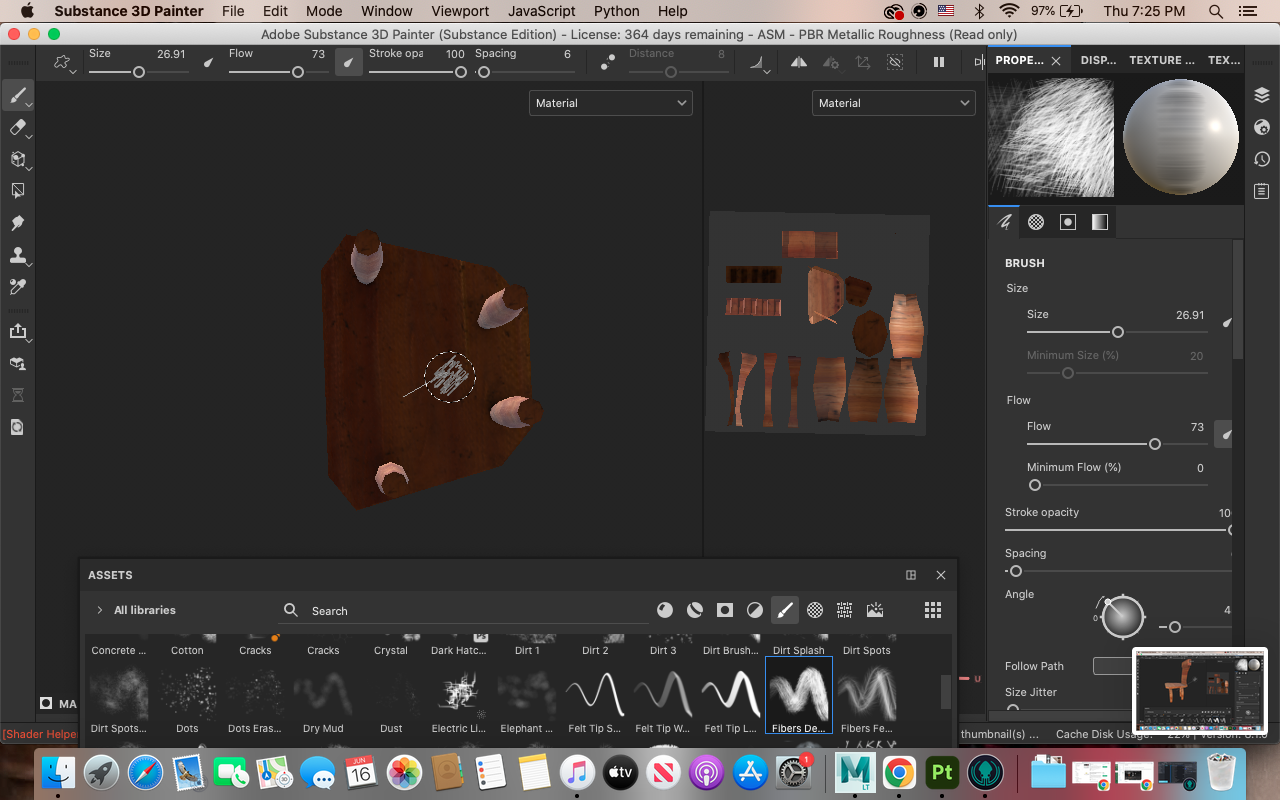 Adobe Substance 3D Painter File Edit Mode Window Viewport JavaScript Python Help 97% Thu 7:25 PM
Adobe Substance 3D Painter (Substance Edition) - License: 364 days remaining - ASM - PBR Metallic Roughness (Read only)
Size 26.91 Flow 73 Stroke opa 100 Spacing 6 Distance 8
PROPE... DISP... TEXTURE ... TEX...
Material Material
BRUSH
Size
Size 26.91
Minimum Size (%) 20
Flow
Flow 73
Minimum Flow (%) 0
Stroke opacity 10
Spacing
Angle 0 4
Follow Path
Size Jitter
ASSETS
All libraries Search
Concrete ... Cotton Cracks Cracks Crystal Dark Hatc... Dirt 1 Dirt 2 Dirt 3 Dirt Brush... Dirt Splash Dirt Spots
Dirt Spots... Dots Dots Eras... Dry Mud Dust Electric Li... Elephant ... Felt Tip S... Felt Tip W... Fetl Tip L... Fibers De... Fibers Fe...
MA U
[Shader Helper thumbnail(s) ... Cache Disk Usage: 22%
JUN
16
tv
1
M
LT
Pt